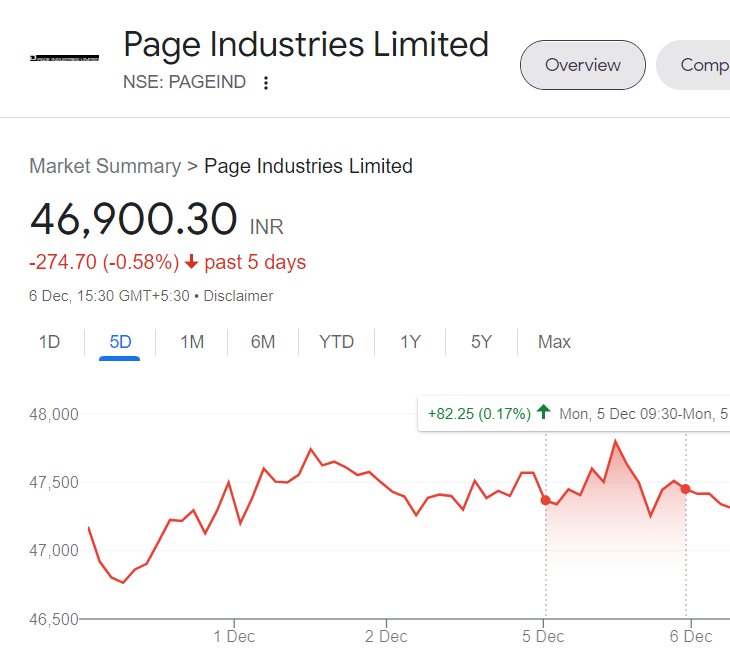 Page Industries Limited
NSE: PAGEIND
Overview
Comp
Market Summary > Page Industries Limited
46,900.30 INR
-274.70 (-0.58%) ↓ past 5 days
6 Dec, 15:30 GMT+5:30 • Disclaimer
1D 5D 1M 6M YTD 1Y 5Y Max
+82.25 (0.17%) ↑ Mon, 5 Dec 09:30-Mon, 5
48,000
47,500
47,000
46,500
1 Dec 2 Dec 5 Dec 6 Dec